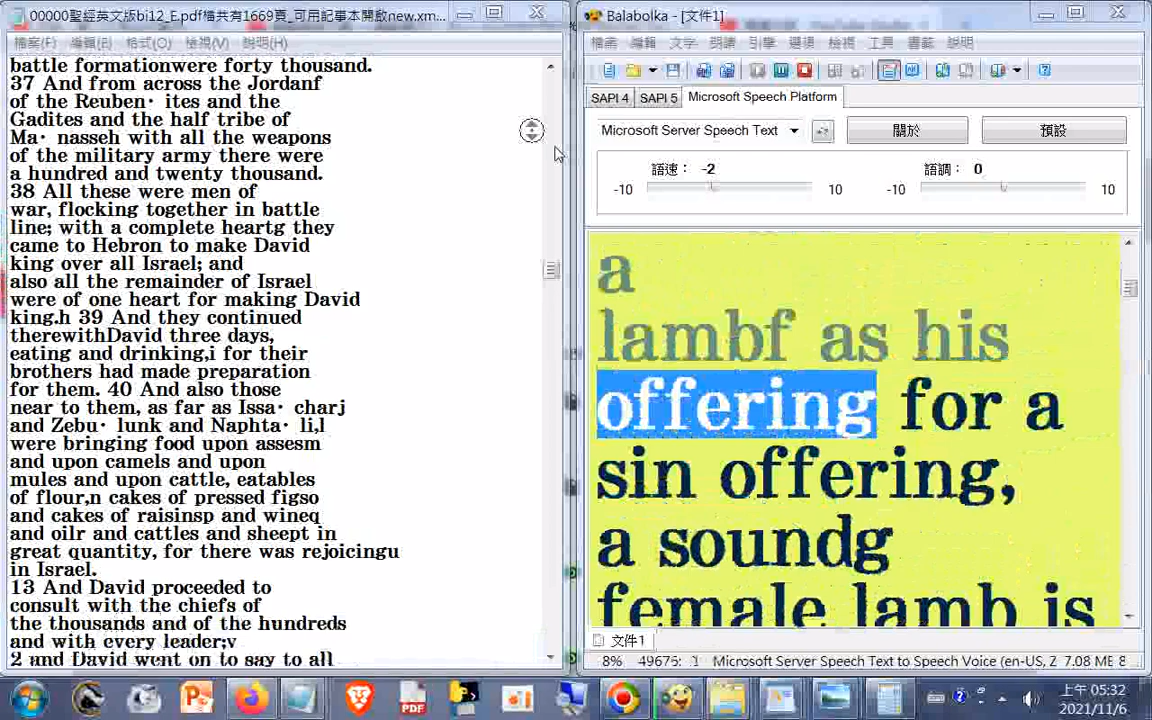 00000聖經英文版bi12_E.pdf檔共有1669頁_可用記事本開啟new.xm...
檔案(F) 編輯(E) 格式(O) 檢視(V) 說明(H)
battle formationwere forty thousand.
37 And from across the Jordanf
of the Reuben· ites and the
Gadites and the half tribe of
Ma· nasseh with all the weapons
of the military army there were
a hundred and twenty thousand.
38 All these were men of
war, flocking together in battle
line; with a complete heartg they
came to Hebron to make David
king over all Israel; and
also all the remainder of Israel
were of one heart for making David
king.h 39 And they continued
therewithDavid three days,
eating and drinking,i for their
brothers had made preparation
for them. 40 And also those
near to them, as far as Issa· charj
and Zebu· lunk and Naphta· li,l
were bringing food upon assesm
and upon camels and upon
mules and upon cattle, eatables
of flour,n cakes of pressed figso
and cakes of raisinsp and wineq
and oilr and cattles and sheept in
great quantity, for there was rejoicingu
in Israel.
13 And David proceeded to
consult with the chiefs of
the thousands and of the hundreds
and with every leader;v
2 and David went on to say to all
Balabolka - [文件1]
檔案 編輯 文字 朗讀 引擎 選項 檢視 工具 書籤 說明
SAPI 4 SAPI 5 Microsoft Speech Platform
Microsoft Server Speech Text 關於 預設
語速： -2 語調： 0
-10 10 -10 10
a
lambf as his
offering for a
sin offering,
a soundg
female lamb is
文件1
8% 49675: 1 Microsoft Server Speech Text to Speech Voice (en-US, Z 7.08 MB 8
PDF
上午 05:32
2021/11/6